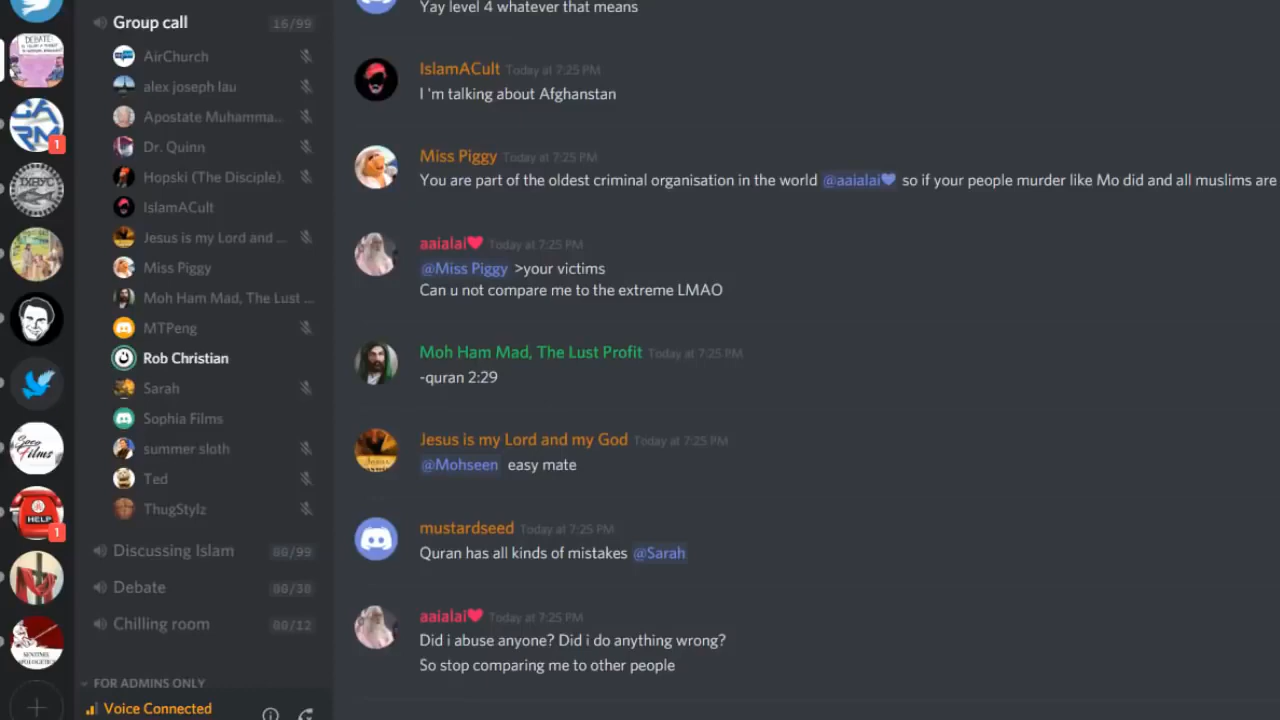 Group call 16/99
AirChurch
alex joseph lau
Apostate Muhamma...
Dr. Quinn
Hopski (The Disciple).
IslamACult
Jesus is my Lord and ...
Miss Piggy
Moh Ham Mad, The Lust ...
MTPeng
Rob Christian
Sarah
Sophia Films
summer sloth
Ted
ThugStylz
Discussing Islam 00/99
Debate 00/30
Chilling room 00/12
FOR ADMINS ONLY
Voice Connected
DEBATE:
1
Soco
Films
HELP
1
Yay level 4 whatever that means
IslamACult Today at 7:25 PM
I 'm talking about Afghanstan
Miss Piggy Today at 7:25 PM
You are part of the oldest criminal organisation in the world @aaialai so if your people murder like Mo did and all muslims are
aaialai Today at 7:25 PM
@Miss Piggy >your victims
Can u not compare me to the extreme LMAO
Moh Ham Mad, The Lust Profit Today at 7:25 PM
-quran 2:29
Jesus is my Lord and my God Today at 7:25 PM
@Mohseen easy mate
mustardseed Today at 7:25 PM
Quran has all kinds of mistakes @Sarah
aaialai Today at 7:25 PM
Did i abuse anyone? Did i do anything wrong?
So stop comparing me to other people